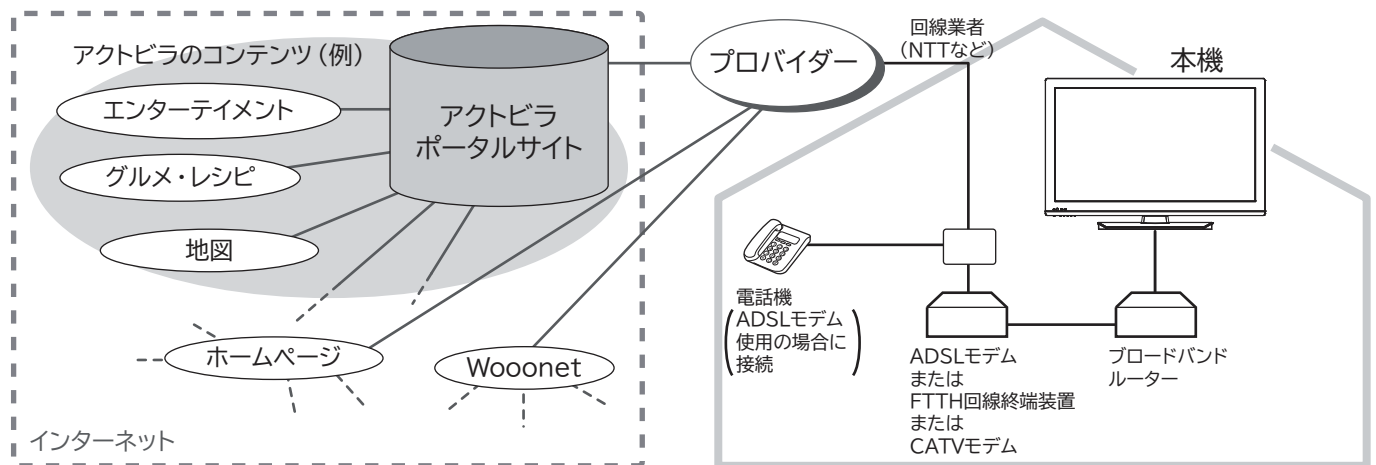 アクトビラのコンテンツ（例）
エンターテイメント
グルメ・レシピ
地図
アクトビラ
ポータルサイト
ホームページ
Wooonet
インターネット
プロバイダー
回線業者
（NTTなど）
本機
電話機
ADSLモデム
使用の場合に
接続
ADSLモデム
または
FTTH回線終端装置
または
CATVモデム
ブロードバンド
ルーター